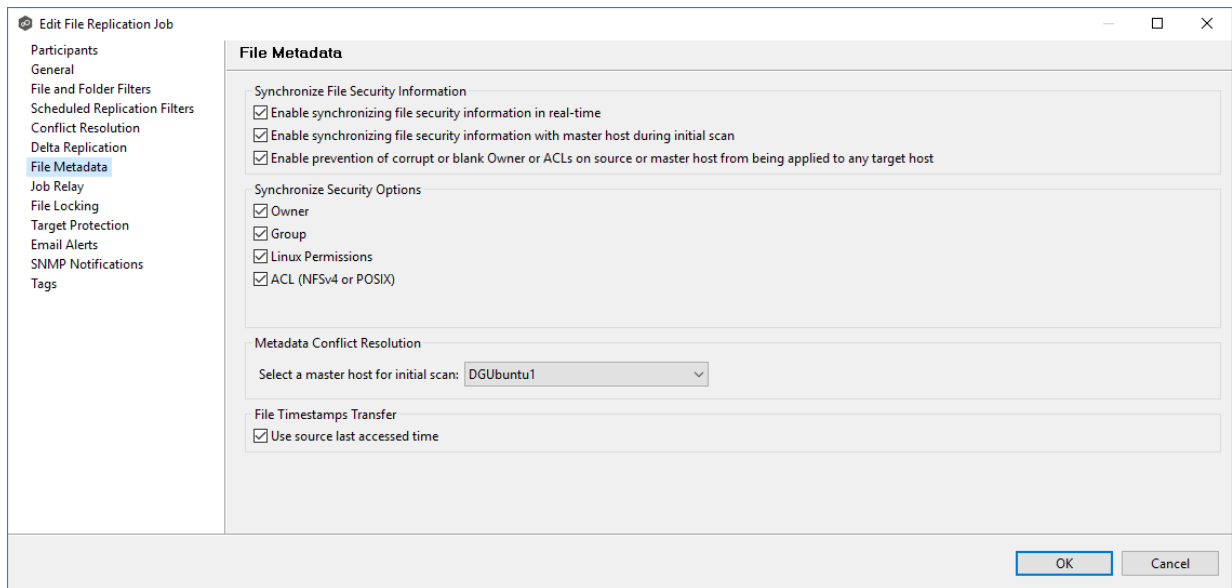 Edit File Replication Job
Participants
General
File and Folder Filters
Scheduled Replication Filters
Conflict Resolution
Delta Replication
File Metadata
Job Relay
File Locking
Target Protection
Email Alerts
SNMP Notifications
Tags
File Metadata
Synchronize File Security Information
Enable synchronizing file security information in real-time
Enable synchronizing file security information with master host during initial scan
Enable prevention of corrupt or blank Owner or ACLs on source or master host from being applied to any target host
Synchronize Security Options
Owner
Group
Linux Permissions
ACL (NFSv4 or POSIX)
Metadata Conflict Resolution
Select a master host for initial scan: DGUbuntu1
File Timestamps Transfer
Use source last accessed time
OK Cancel